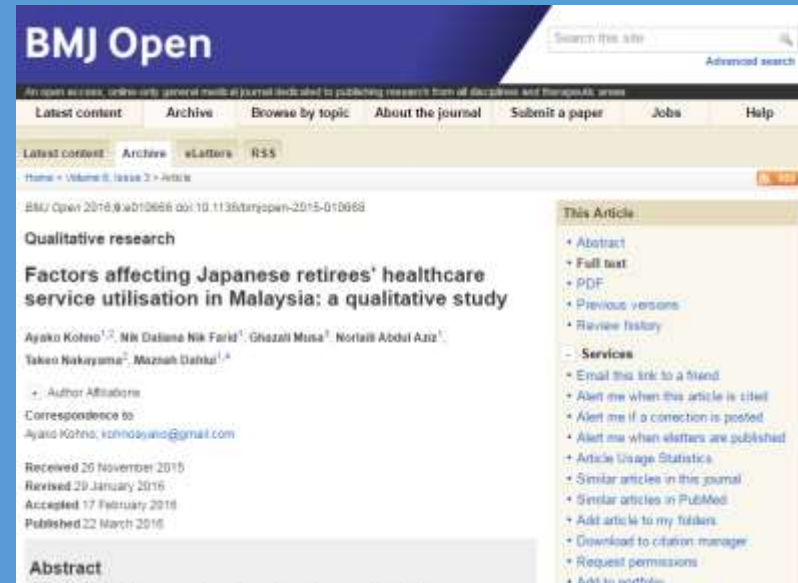 BMJ Open
Search this site
Advanced search
An open access, online-only general medical journal dedicated to publishing research from all disciplines and therapeutic areas
Latest content Archive Browse by topic About the journal Submit a paper Jobs Help
Latest content Archive eLetters RSS
Home > Volume 6, Issue 3 > Article
RSS
BMJ Open 2016;6:e010668 doi:10.1136/bmjopen-2015-010668
Qualitative research
Factors affecting Japanese retirees' healthcare
service utilisation in Malaysia: a qualitative study
Ayako Kohno1,2, Nik Daliana Nik Farid1, Ghazali Musa3, Norlaili Abdul Aziz1,
Takeo Nakayama2, Maznah Dahlui1,4
+ Author Affiliations
Correspondence to
Ayako Kohno; kohnoayako@gmail.com
Received 26 November 2015
Revised 29 January 2016
Accepted 17 February 2016
Published 22 March 2016
Abstract
This Article
Abstract
Full text
PDF
Previous versions
Review history
- Services
Email this link to a friend
Alert me when this article is cited
Alert me if a correction is posted
Alert me when eletters are published
Article Usage Statistics
Similar articles in this journal
Similar articles in PubMed
Add article to my folders
Download to citation manager
Request permissions
Add to portfolio